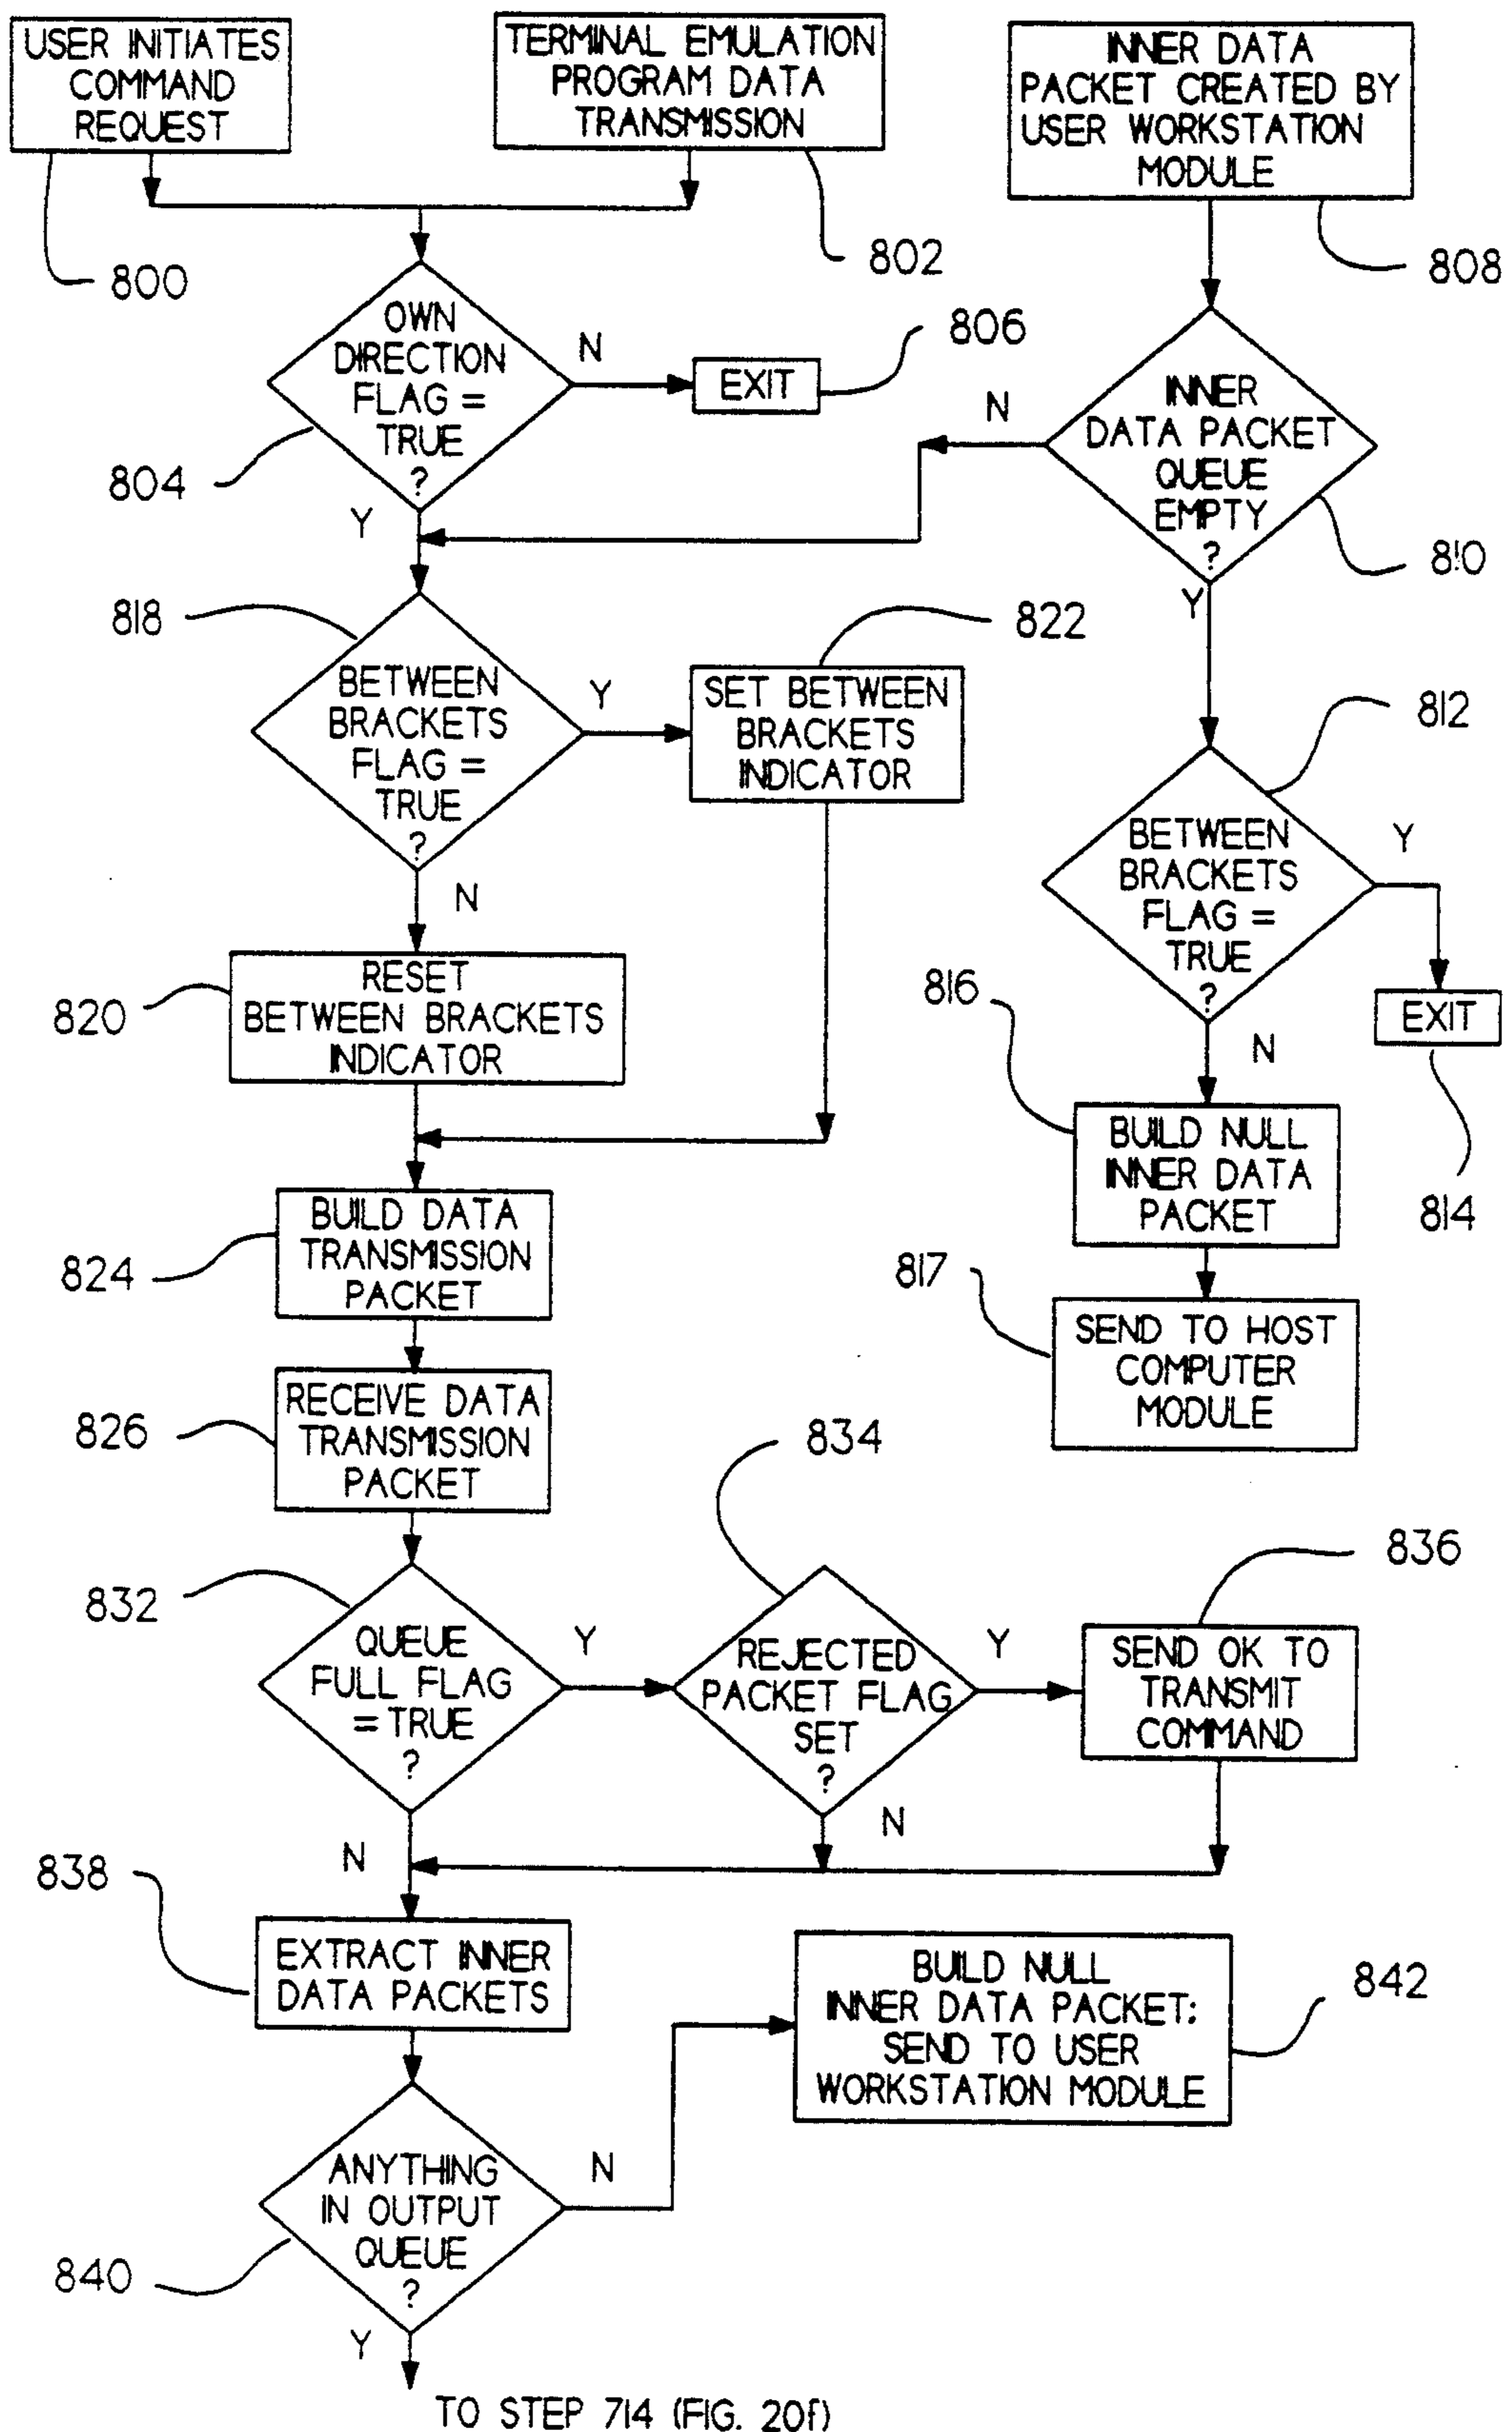 USER INITIATES
COMMAND
REQUEST
TERMINAL EMULATION
PROGRAM DATA
TRANSMISSION
INNER DATA
PACKET CREATED BY
USER WORKSTATION
MODULE
800
802
808
OWN
DIRECTION
FLAG =
TRUE
?
804
N
EXIT
806
Y
INNER
DATA PACKET
QUEUE
EMPTY
?
N
810
Y
818
BETWEEN
BRACKETS
FLAG =
TRUE
?
Y
SET BETWEEN
BRACKETS
INDICATOR
822
N
812
BETWEEN
BRACKETS
FLAG =
TRUE
?
Y
EXIT
814
N
820
RESET
BETWEEN BRACKETS
INDICATOR
816
BUILD NULL
INNER DATA
PACKET
817
SEND TO HOST
COMPUTER
MODULE
824
BUILD DATA
TRANSMISSION
PACKET
826
RECEIVE DATA
TRANSMISSION
PACKET
832
QUEUE
FULL FLAG
= TRUE
?
Y
834
REJECTED
PACKET FLAG
SET
?
Y
836
SEND OK TO
TRANSMIT
COMMAND
N
N
838
EXTRACT INNER
DATA PACKETS
BUILD NULL
INNER DATA PACKET:
SEND TO USER
WORKSTATION MODULE
842
ANYTHING
IN OUTPUT
QUEUE
?
N
840
Y
TO STEP 714 (FIG. 20f)